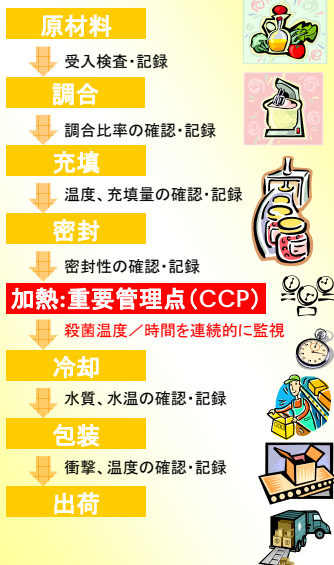 原材料
受入検査・記録
調合
調合比率の確認・記録
充填
温度、充填量の確認・記録
密封
密封性の確認・記録
加熱:重要管理点(CCP)
殺菌温度／時間を連続的に監視
冷却
水質、水温の確認・記録
包装
衝撃、温度の確認・記録
出荷